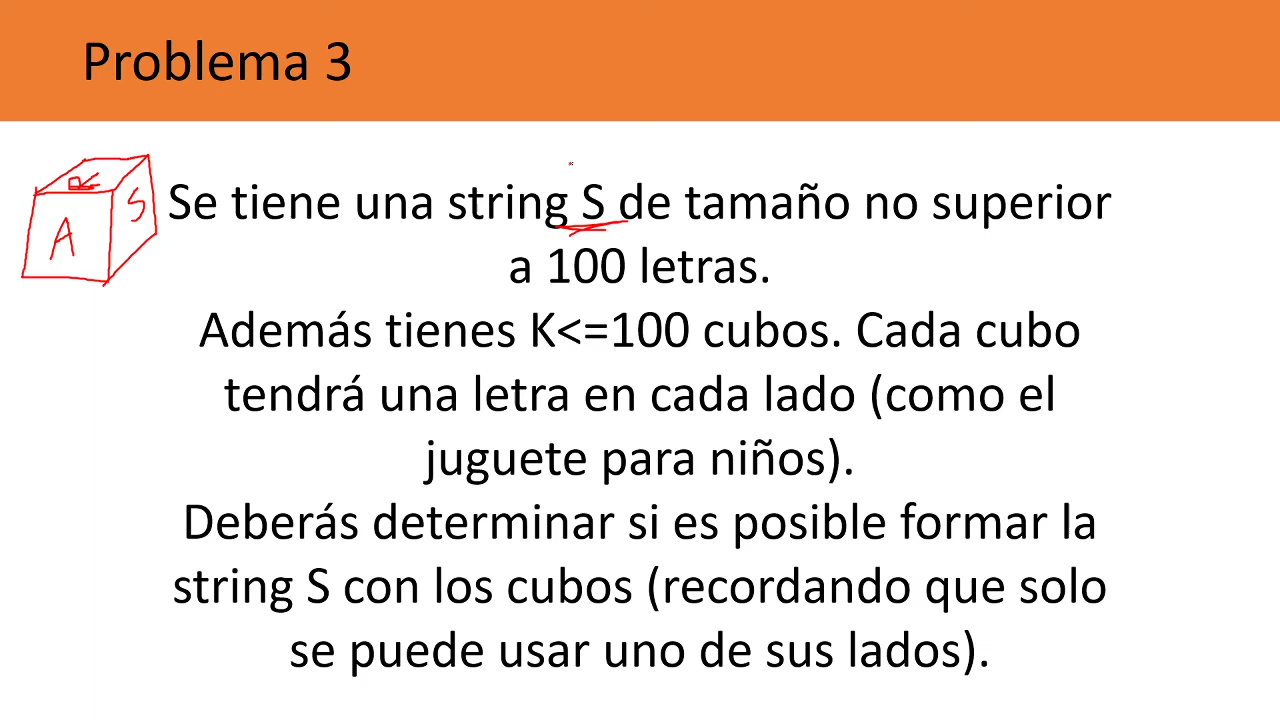 Problema 3
R
A
S
Se tiene una string S de tamaño no superior
a 100 letras.
Además tienes K<=100 cubos. Cada cubo
tendrá una letra en cada lado (como el
juguete para niños).
Deberás determinar si es posible formar la
string S con los cubos (recordando que solo
se puede usar uno de sus lados).